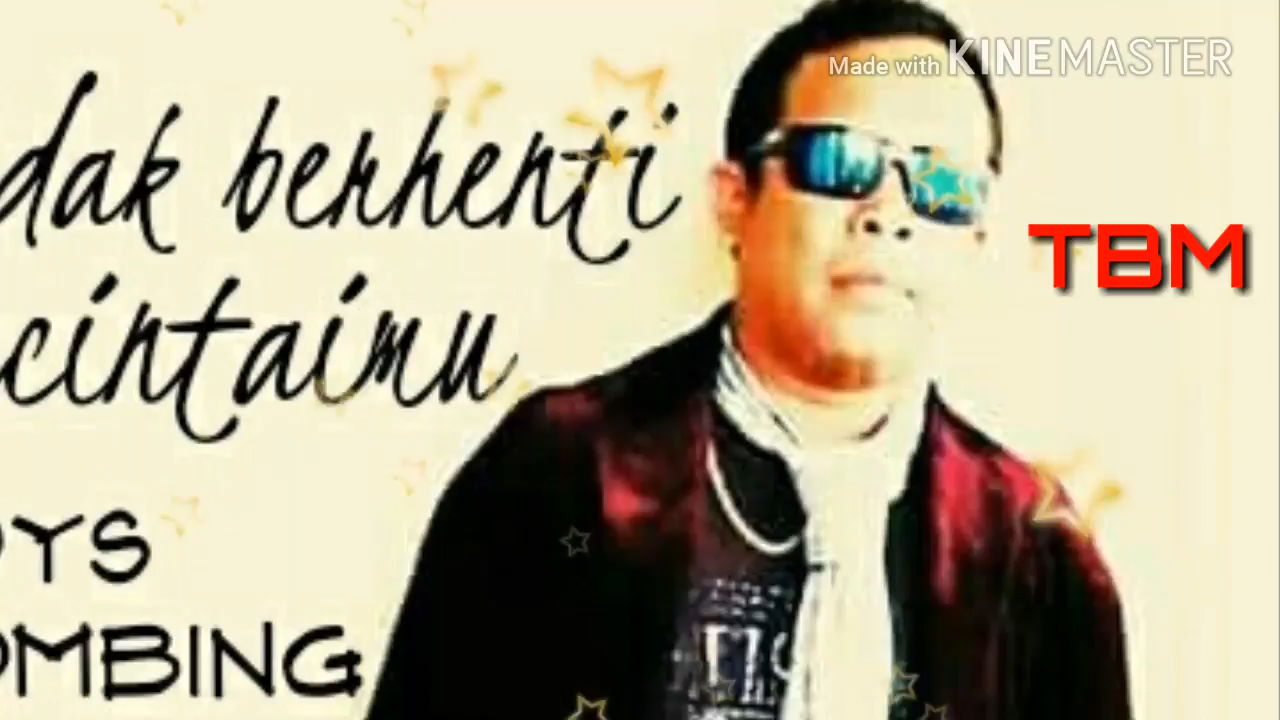 Made with KINEMASTER
dak berhenti
TBM
cintaimu
OYS
OMBING